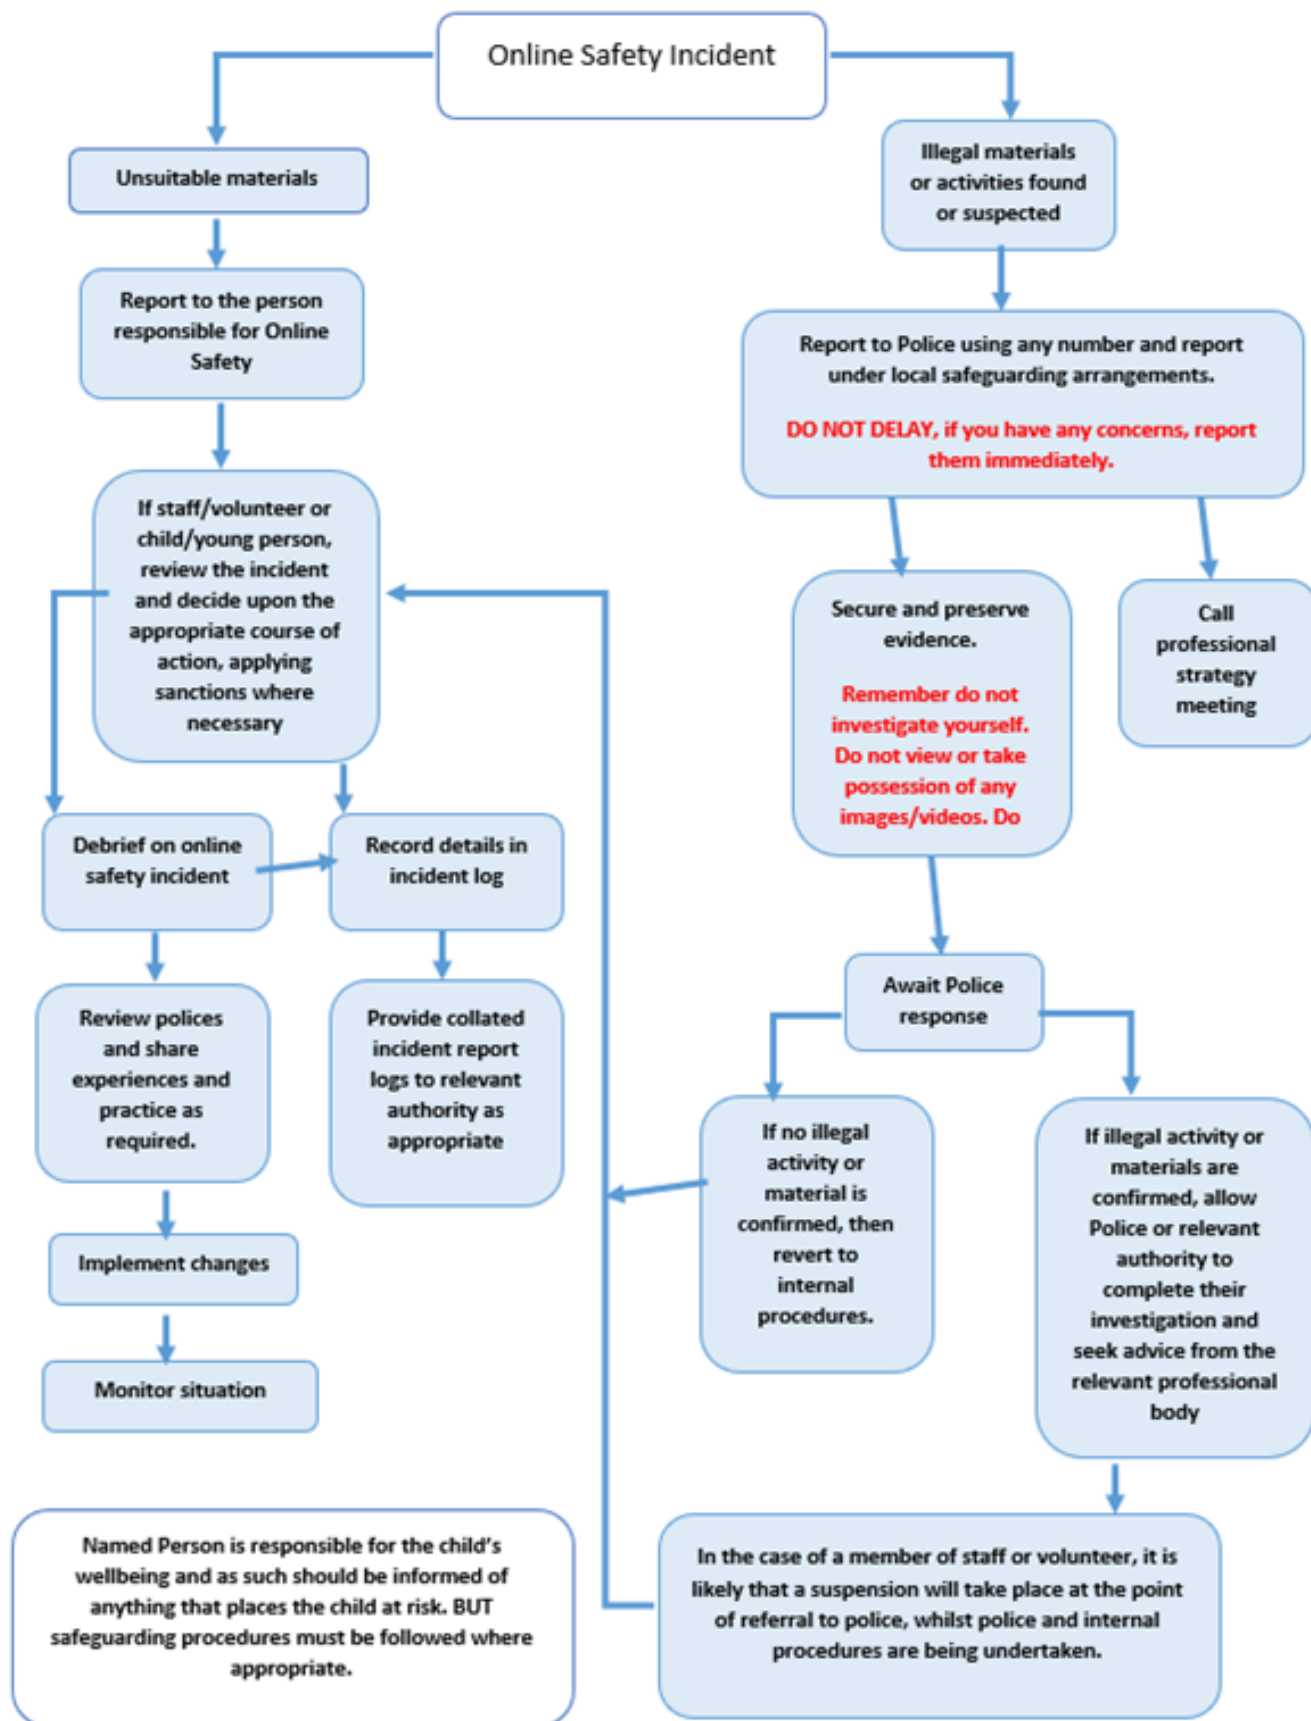 Online Safety Incident
Unsuitable materials
Report to the person
responsible for Online
Safety
If staff/volunteer or
child/young person,
review the incident
and decide upon the
appropriate course of
action, applying
sanctions where
necessary
Debrief on online
safety incident
Record details in
incident log
Review polices
and share
experiences and
practice as
required.
Provide collated
incident report
logs to relevant
authority as
appropriate
Implement changes
Monitor situation
Illegal materials
or activities found
or suspected
Report to Police using any number and report
under local safeguarding arrangements.
DO NOT DELAY, if you have any concerns, report
them immediately.
Secure and preserve
evidence.
Remember do not
investigate yourself.
Do not view or take
possession of any
images/videos. Do
Call
professional
strategy
meeting
Await Police
response
If no illegal
activity or
material is
confirmed, then
revert to
internal
procedures.
If illegal activity or
materials are
confirmed, allow
Police or relevant
authority to
complete their
investigation and
seek advice from the
relevant professional
body
In the case of a member of staff or volunteer, it is
likely that a suspension will take place at the point
of referral to police, whilst police and internal
procedures are being undertaken.
Named Person is responsible for the child’s
wellbeing and as such should be informed of
anything that places the child at risk. BUT
safeguarding procedures must be followed where
appropriate.